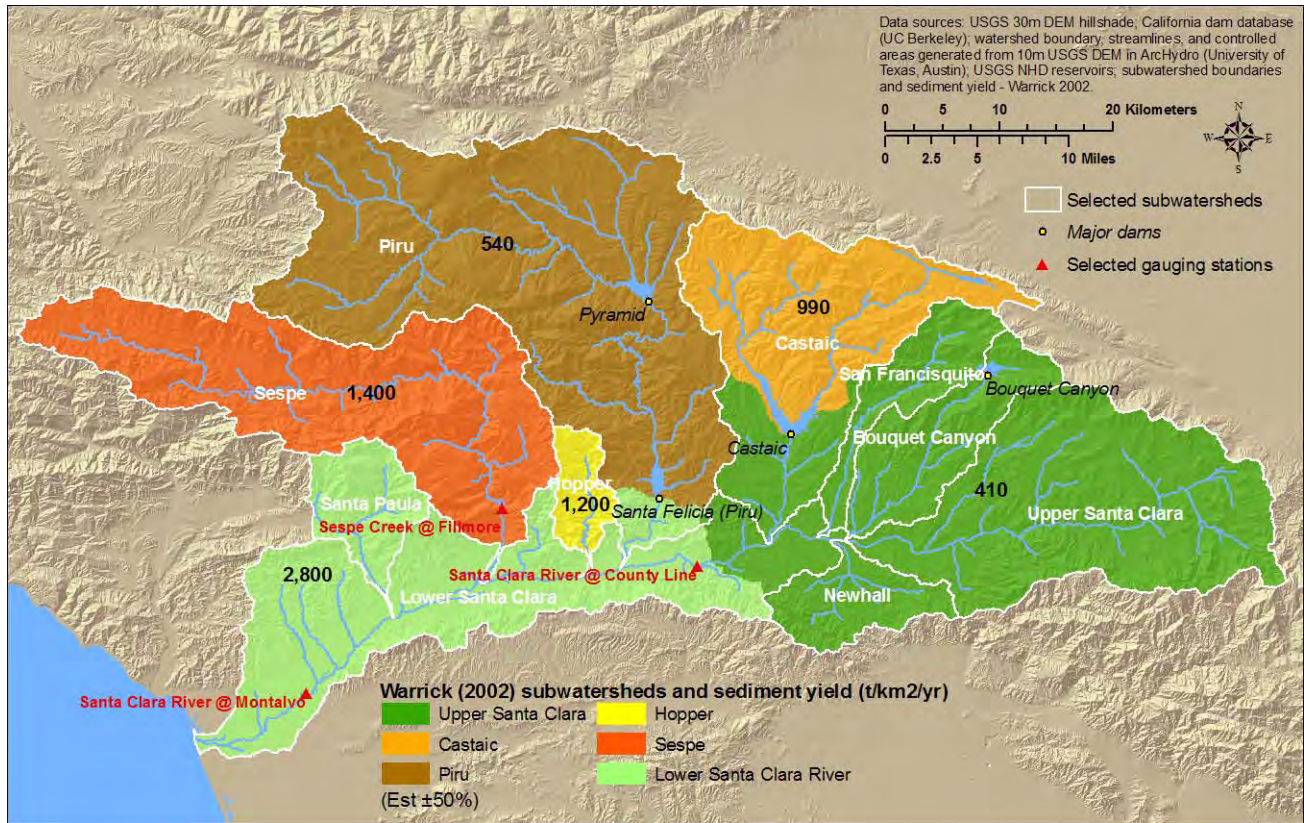 Data sources: USGS 30m DEM hillshade; California dam database
(UC Berkeley); watershed boundary, streamlines, and controlled
areas generated from 10m USGS DEM in ArcHydro (University of
Texas, Austin); USGS NHD reservoirs; subwatershed boundaries
and sediment yield - Warrick 2002.
0 5 10 20 Kilometers
0 2.5 5 10 Miles
N
W E
S
Selected subwatersheds
Major dams
Selected gauging stations
Piru
540
Pyramid
990
Castaic
San Francisquito
Bouquet Canyon
Sespe
1,400
Bouquet Canyon
Castaic
410
Upper Santa Clara
Hopper
1,200
Santa Paula
Santa Felicia (Piru)
Sespe Creek @ Fillmore
2,800
Santa Clara River @ County Line
Lower Santa Clara
Newhall
Santa Clara River @ Montalvo
Warrick (2002) subwatersheds and sediment yield (t/km2/yr)
Upper Santa Clara Hopper
Castaic Sespe
Piru Lower Santa Clara River
(Est ±50%)